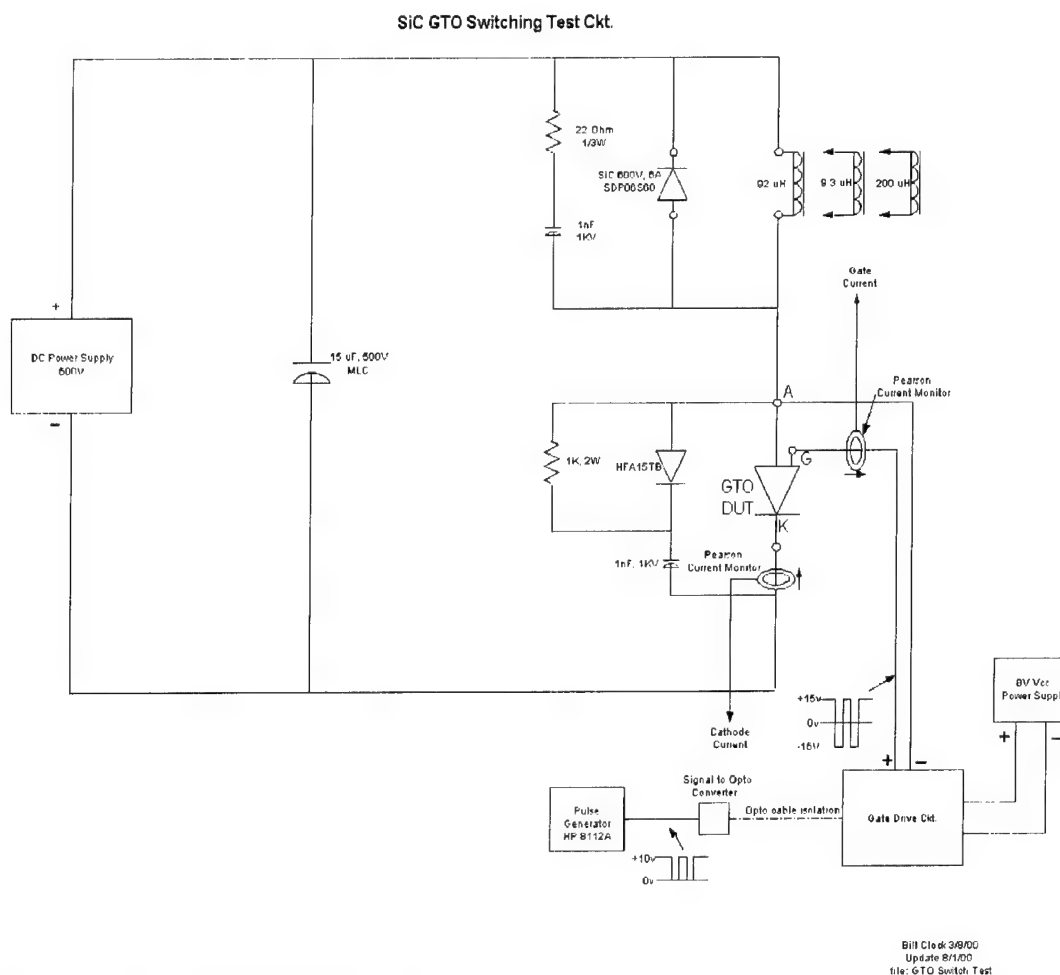 SiC GTO Switching Test Ckt.
22 Ohm
1/3W
SiC 600V, 6A
SDP06S60
92 uH
9.3 uH
200 uH
1nF
1KV
Gate
Current
+
DC Power Supply
600V
−
15 uF, 500V
MLC
A
Pearson
Current Monitor
1K, 2W
HFA15TB
G
GTO
DUT
K
1nF, 1KV
Pearson
Current Monitor
Cathode
Current
+15v
0v
-15V
+
−
8V Vcc
Power Suppl
+
−
Signal to Opto
Converter
Pulse
Generator
HP 8112A
Opto cable isolation
Gate Drive Ckt.
+10v
0v
Bill Clock 3/9/00
Update 8/1/00
file: GTO Switch Test